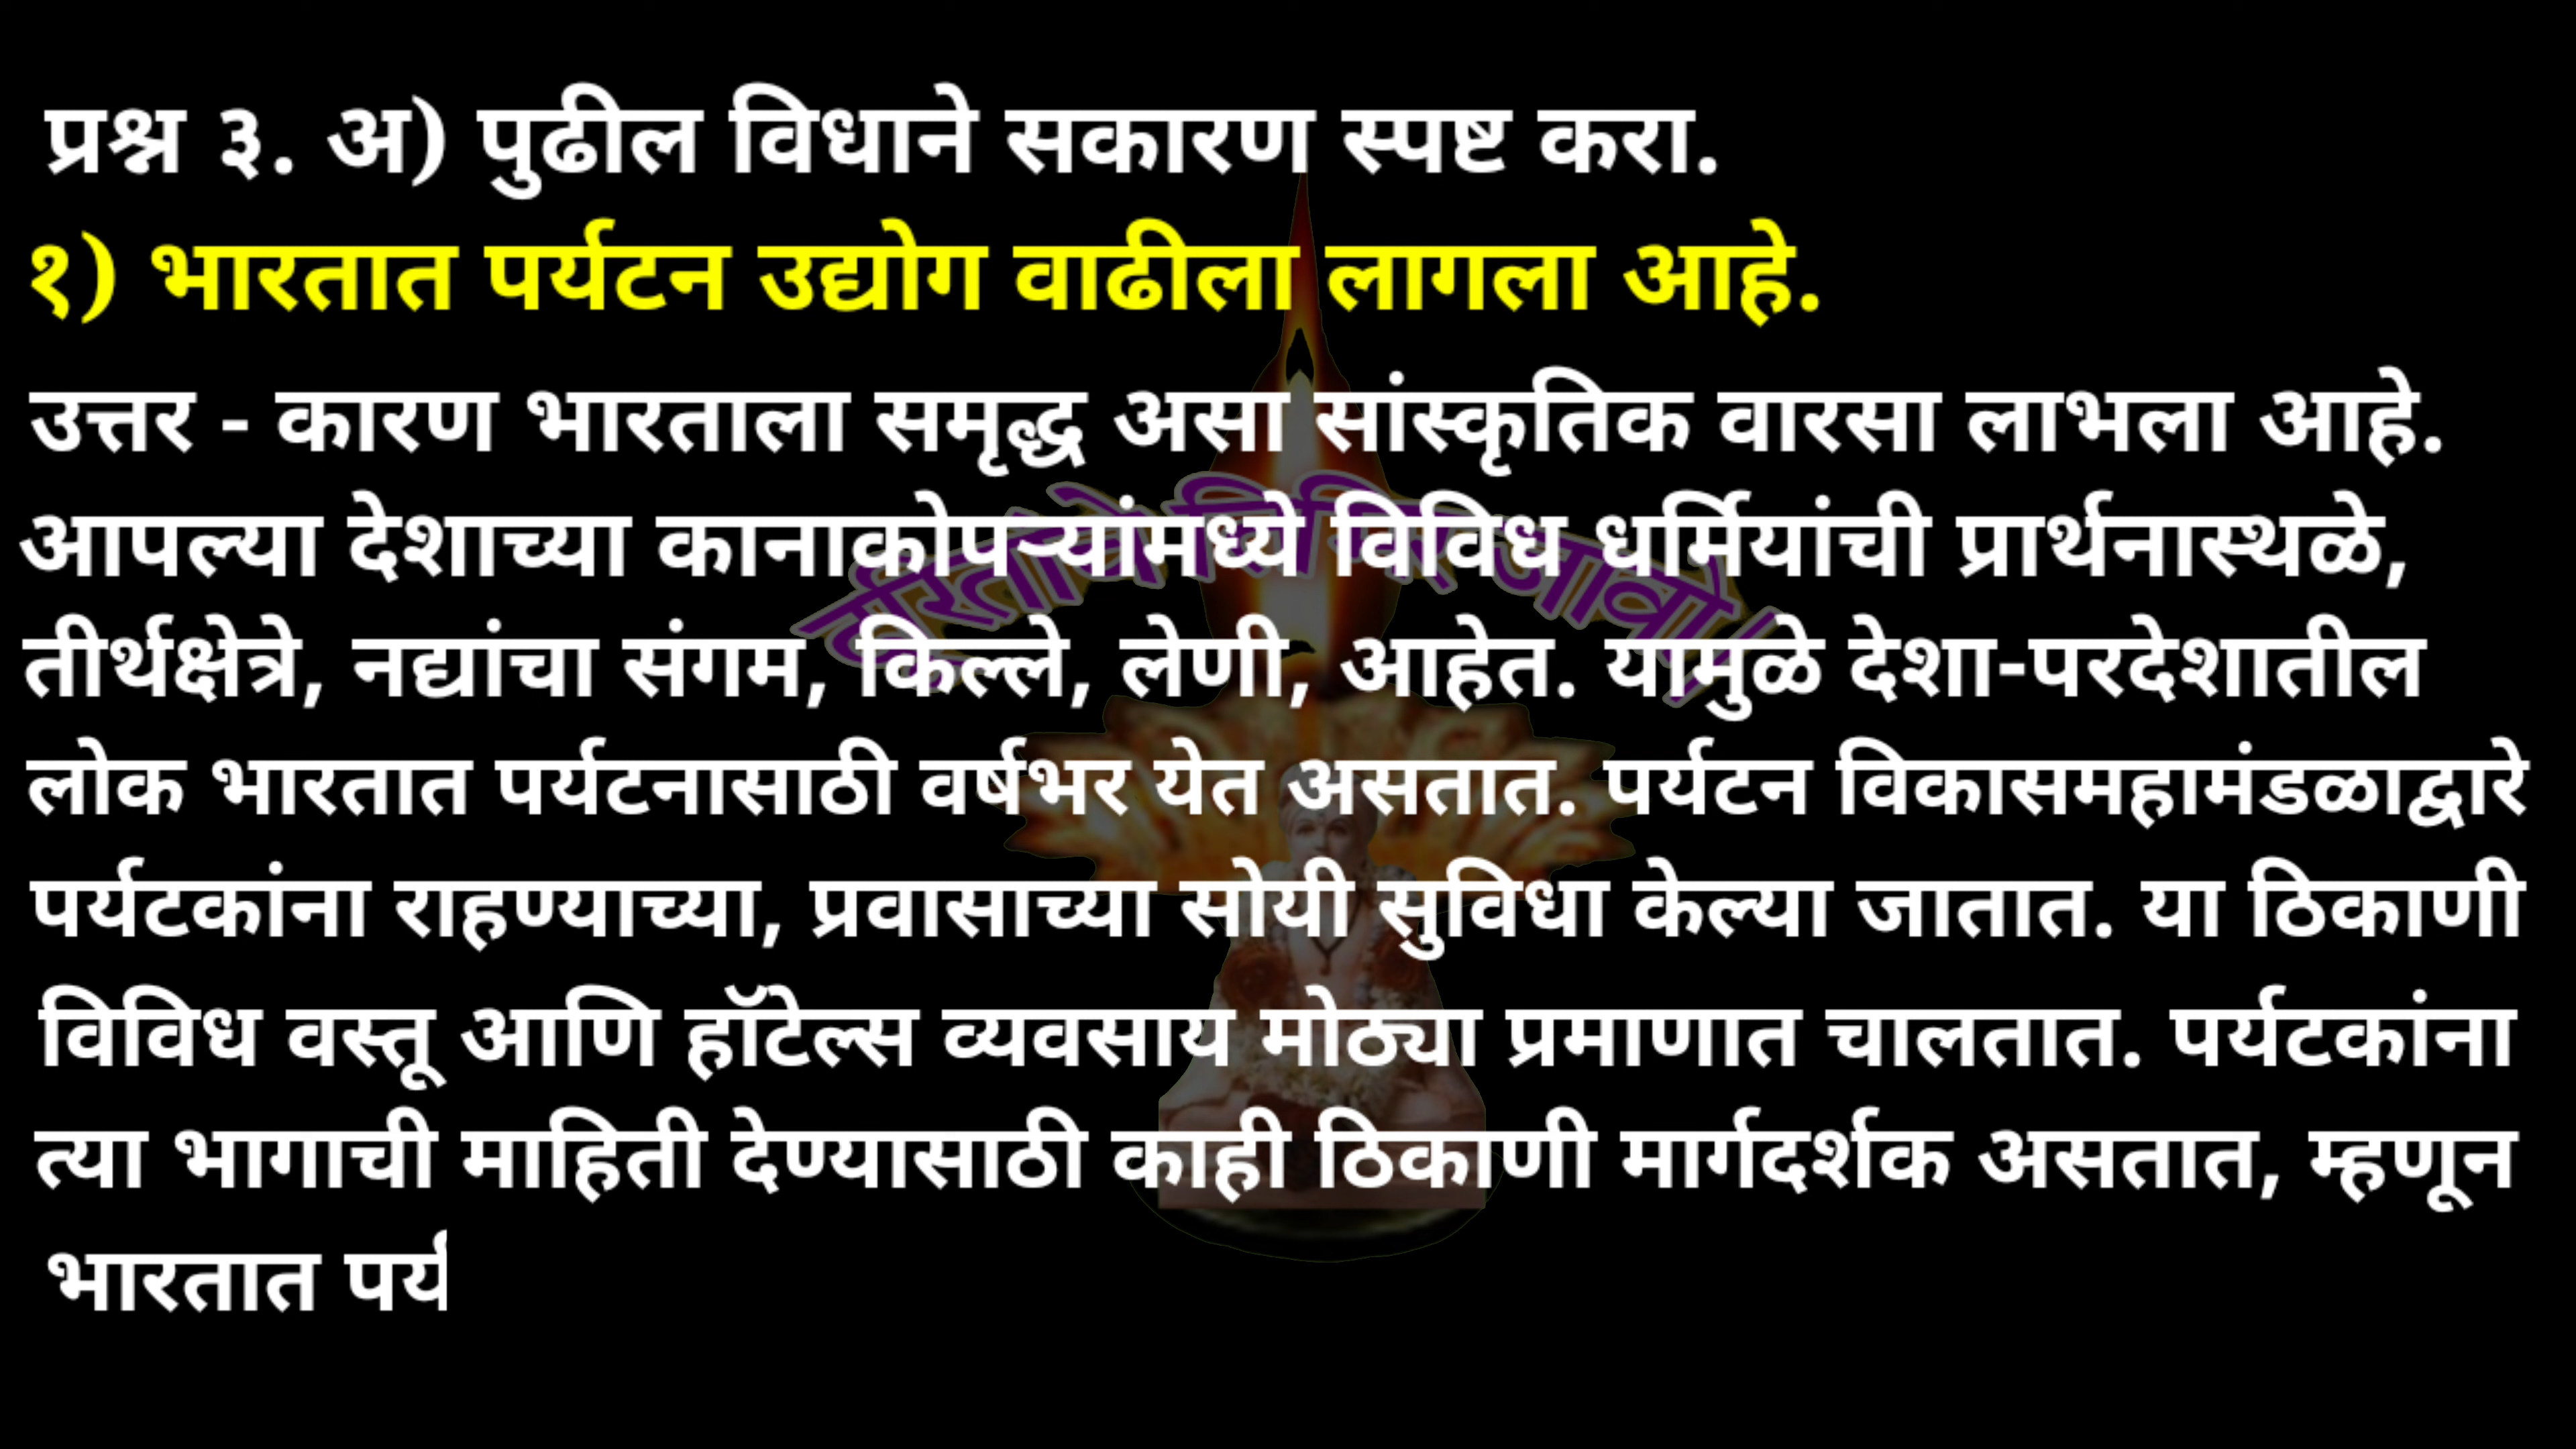 प्रश्न ३. अ) पुढील विधाने सकारण स्पष्ट करा.
१) भारतात पर्यटन उद्योग वाढीला लागला आहे.
उत्तर - कारण भारताला समृद्ध असा सांस्कृतिक वारसा लाभला आहे.
आपल्या देशाच्या कानाकोपऱ्यांमध्ये विविध धर्मियांची प्रार्थनास्थळे,
तीर्थक्षेत्रे, नद्यांचा संगम, किल्ले, लेणी, आहेत. यामुळे देशा-परदेशातील
लोक भारतात पर्यटनासाठी वर्षभर येत असतात. पर्यटन विकासमहामंडळाद्वारे
पर्यटकांना राहण्याच्या, प्रवासाच्या सोयी सुविधा केल्या जातात. या ठिकाणी
विविध वस्तू आणि हॉटेल्स व्यवसाय मोठ्या प्रमाणात चालतात. पर्यटकांना
त्या भागाची माहिती देण्यासाठी काही ठिकाणी मार्गदर्शक असतात, म्हणून
भारतात पर्य